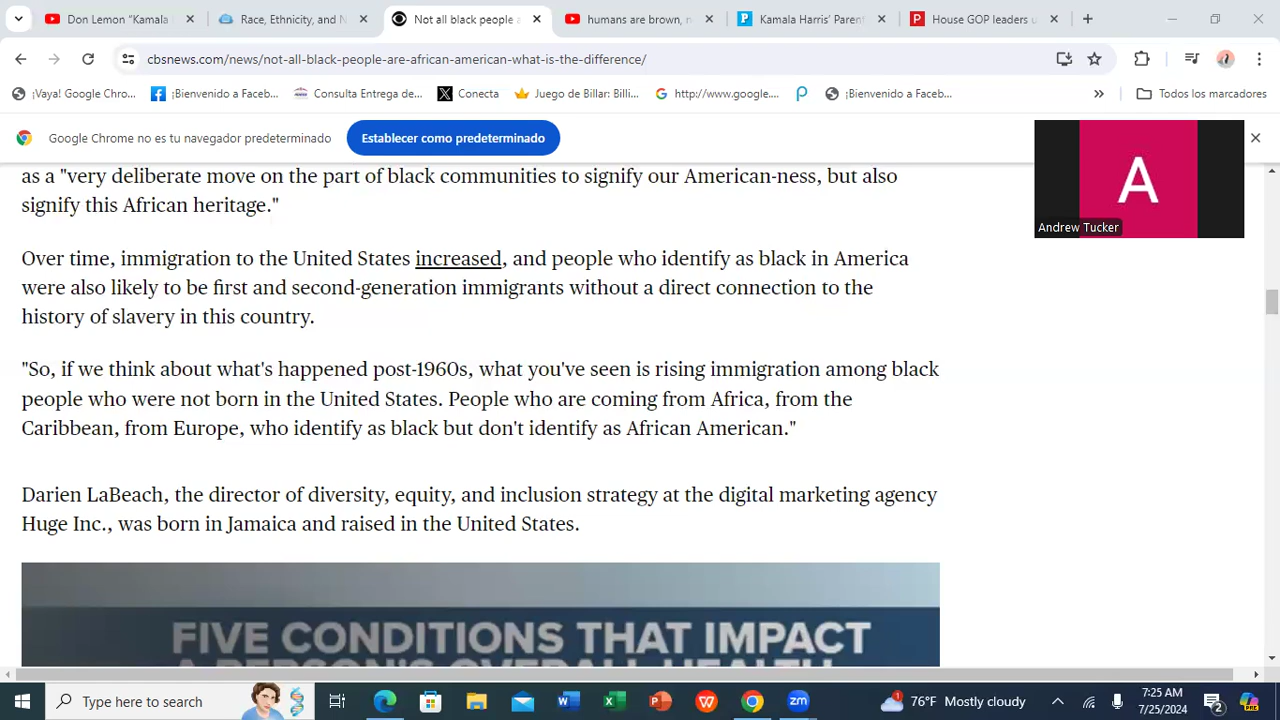 Don Lemon "Kamala
Race, Ethnicity, and N
Not all black people a
humans are brown, n
Kamala Harris' Paren
House GOP leaders u
cbsnews.com/news/not-all-black-people-are-african-american-what-is-the-difference/
¡Vaya! Google Chro...
¡Bienvenido a Faceb...
Consulta Entrega de...
Conecta
Juego de Billar: Billi...
http://www.google....
¡Bienvenido a Faceb...
»
Todos los marcadores
Google Chrome no es tu navegador predeterminado
Establecer como predeterminado
A
Andrew Tucker
as a "very deliberate move on the part of black communities to signify our American-ness, but also
signify this African heritage."
Over time, immigration to the United States increased, and people who identify as black in America
were also likely to be first and second-generation immigrants without a direct connection to the
history of slavery in this country.
"So, if we think about what's happened post-1960s, what you've seen is rising immigration among black
people who were not born in the United States. People who are coming from Africa, from the
Caribbean, from Europe, who identify as black but don't identify as African American."
Darien LaBeach, the director of diversity, equity, and inclusion strategy at the digital marketing agency
Huge Inc., was born in Jamaica and raised in the United States.
FIVE CONDITIONS THAT IMPACT
A PERSON'S OVERALL HEALTH
Type here to search
76°F Mostly cloudy
7:25 AM
7/25/2024
2